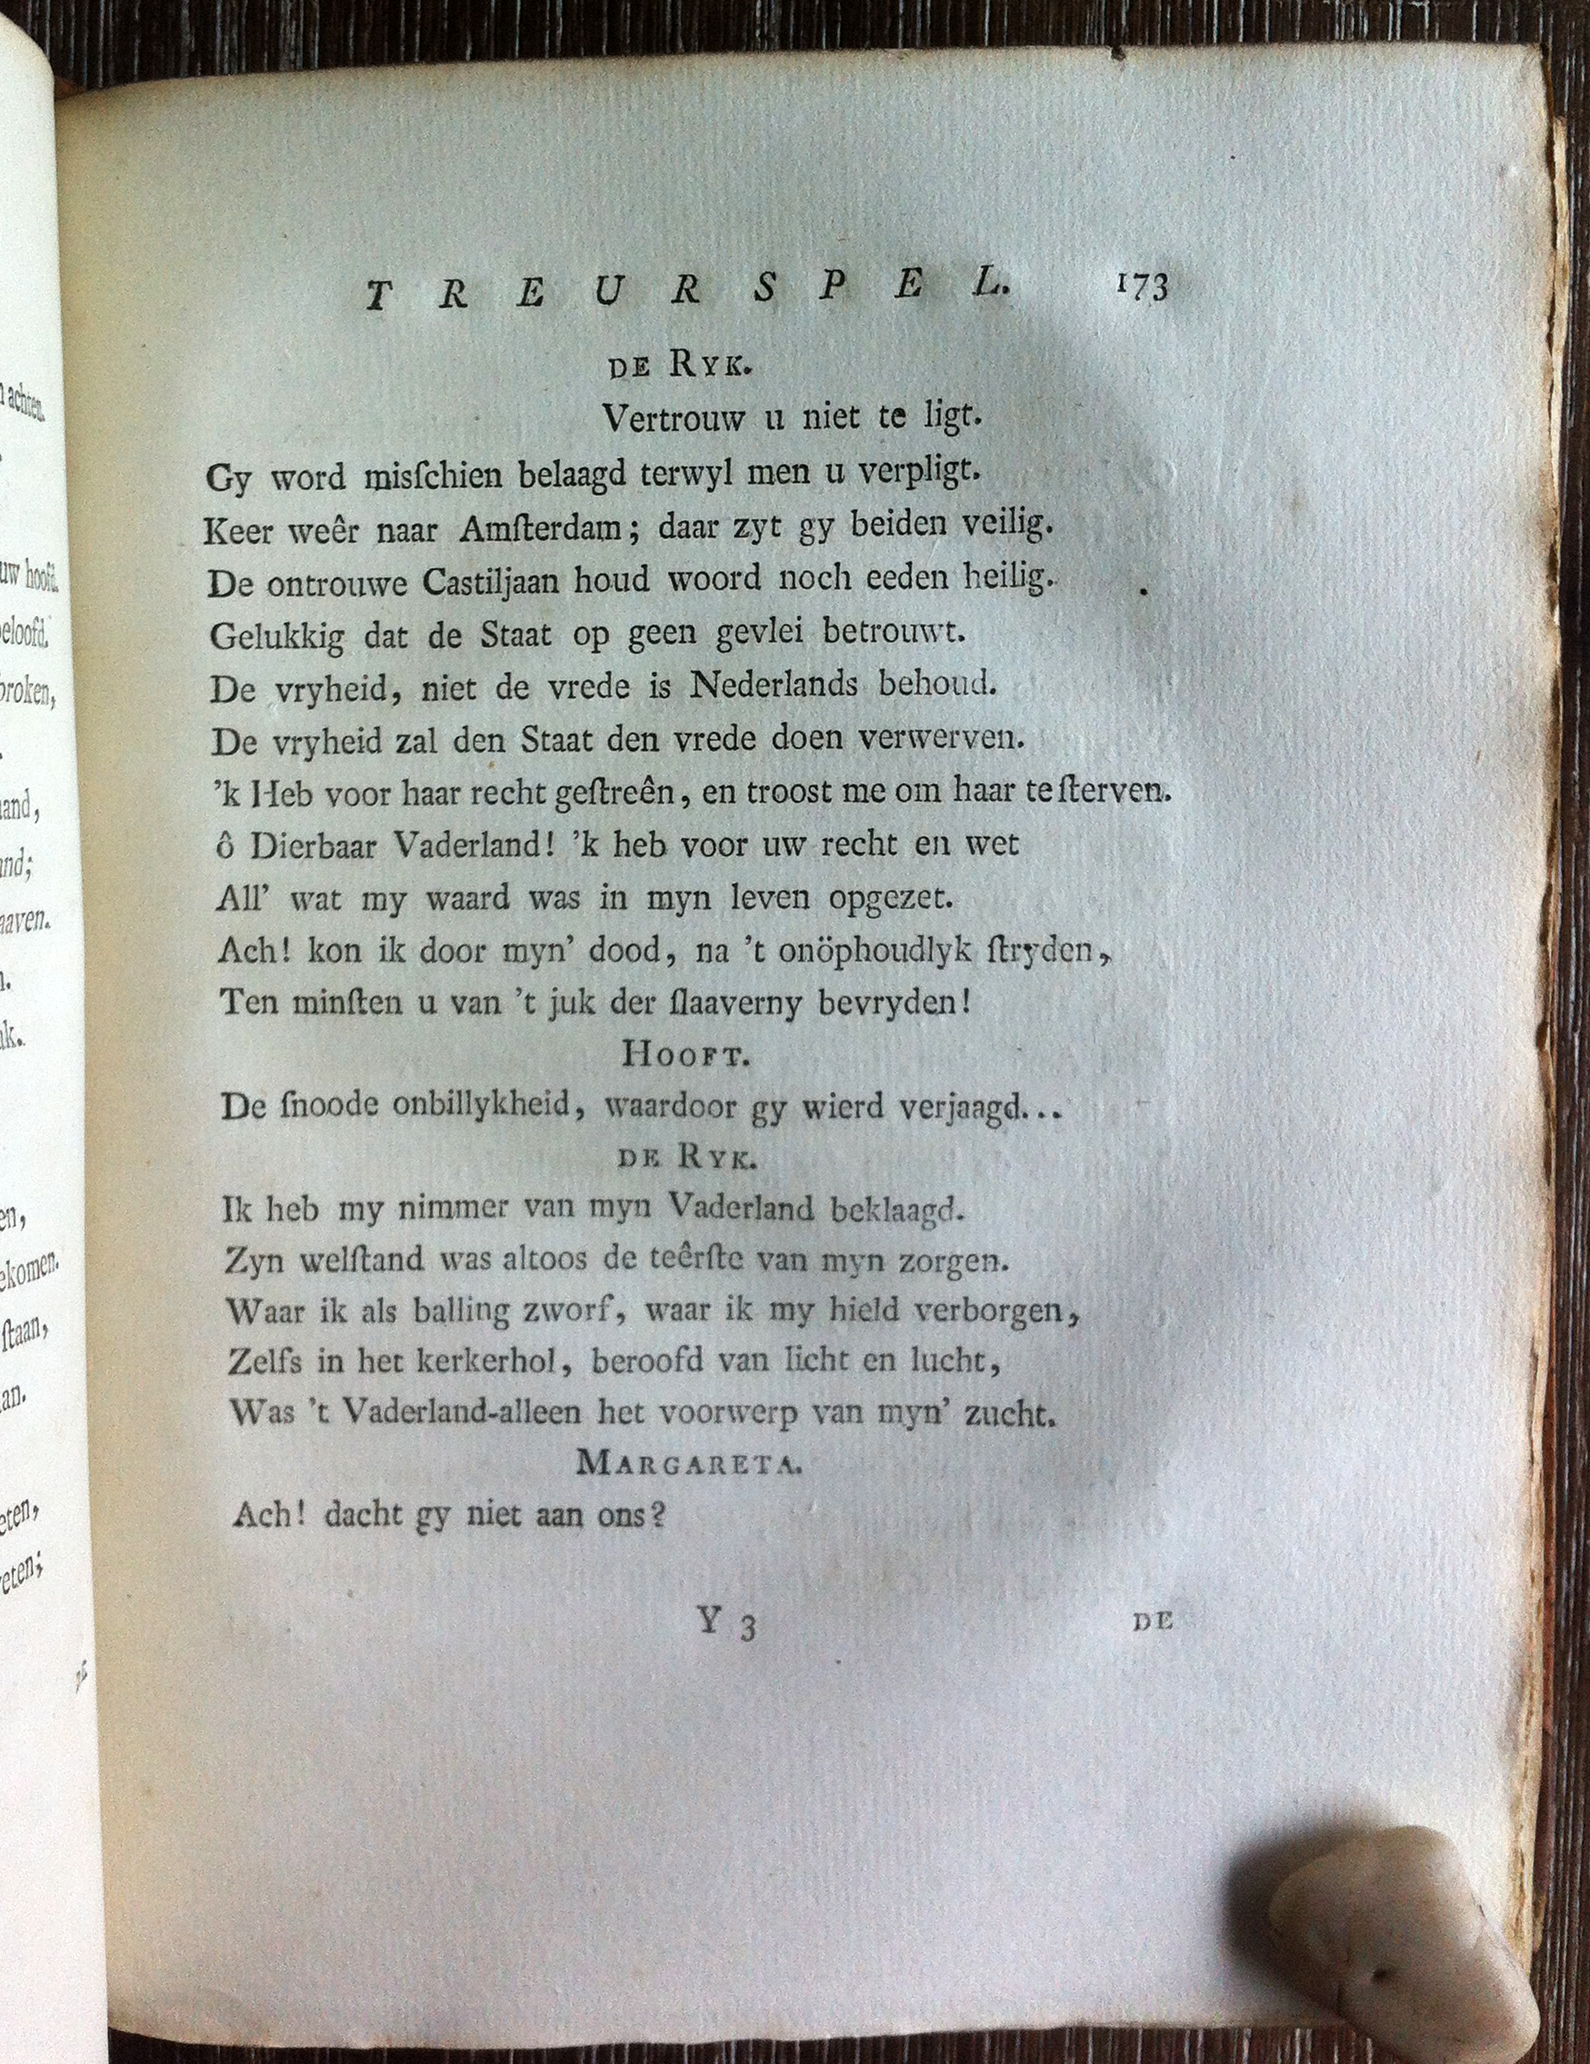 TREURSPEL. 173
DE RYK.
Vertrouw u niet te ligt.
Gy word misſchien belaagd terwyl men u verpligt.
Keer weêr naar Amſterdam; daar zyt gy beiden veilig.
De ontrouwe Castiljaan houd woord noch eeden heilig.
Gelukkig dat de Staat op geen gevlei betrouwt.
De vryheid, niet de vrede is Nederlands behoud.
De vryheid zal den Staat den vrede doen verwerven.
'k Heb voor haar recht geſtreên, en troost me om haar te ſterven.
ô Dierbaar Vaderland! 'k heb voor uw recht en wet
All' wat my waard was in myn leven opgezet.
Ach! kon ik door myn' dood, na 't onöphoudlyk ſtryden,
Ten minſten u van 't juk der ſlaaverny bevryden!
HOOFT.
De ſnoode onbillykheid, waardoor gy wierd verjaagd...
DE RYK.
Ik heb my nimmer van myn Vaderland beklaagd.
Zyn welſtand was altoos de teêrſte van myn zorgen.
Waar ik als balling zworf, waar ik my hield verborgen,
Zelfs in het kerkerhol, beroofd van licht en lucht,
Was 't Vaderland-alleen het voorwerp van myn' zucht.
MARGARETA.
Ach! dacht gy niet aan ons?
Y 3 DE